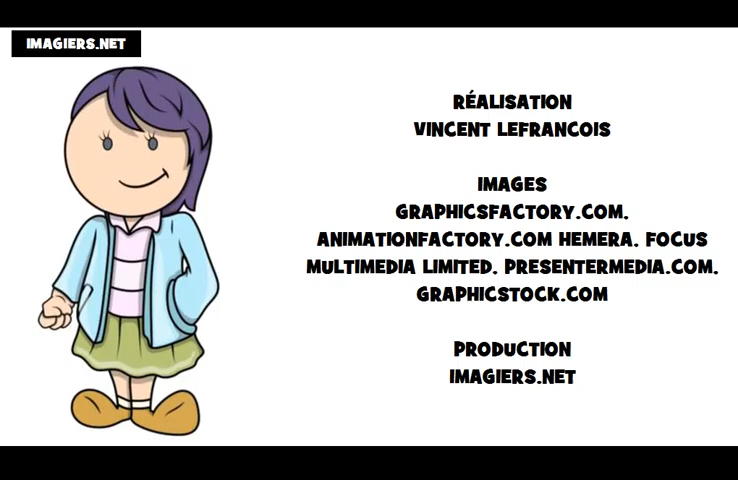 IMAGIERS.NET
RÉALISATION
VINCENT LEFRANCOIS
IMAGES
GRAPHICSFACTORY.COM,
ANIMATIONFACTORY.COM HEMERA, FOCUS
MULTIMEDIA LIMITED, PRESENTERMEDIA.COM,
GRAPHICSTOCK.COM
PRODUCTION
IMAGIERS.NET